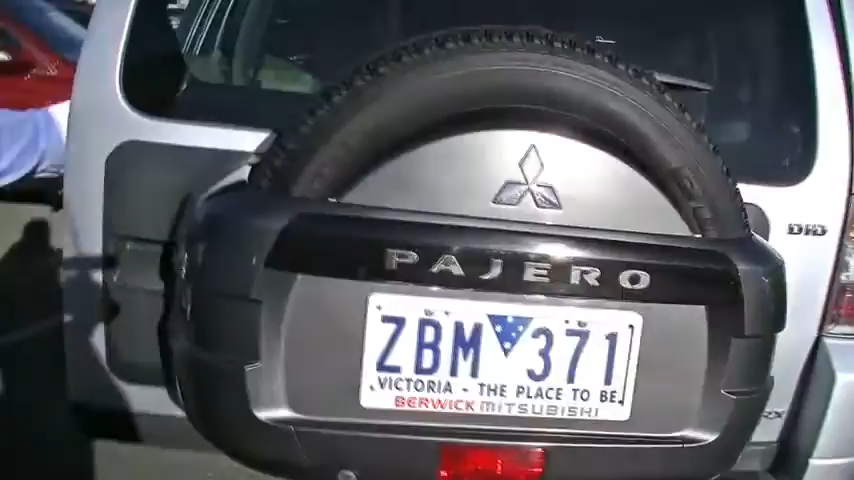 DID
PAJERO
ZBM 371
VICTORIA - THE PLACE TO BE
BERWICK MITSUBISHI